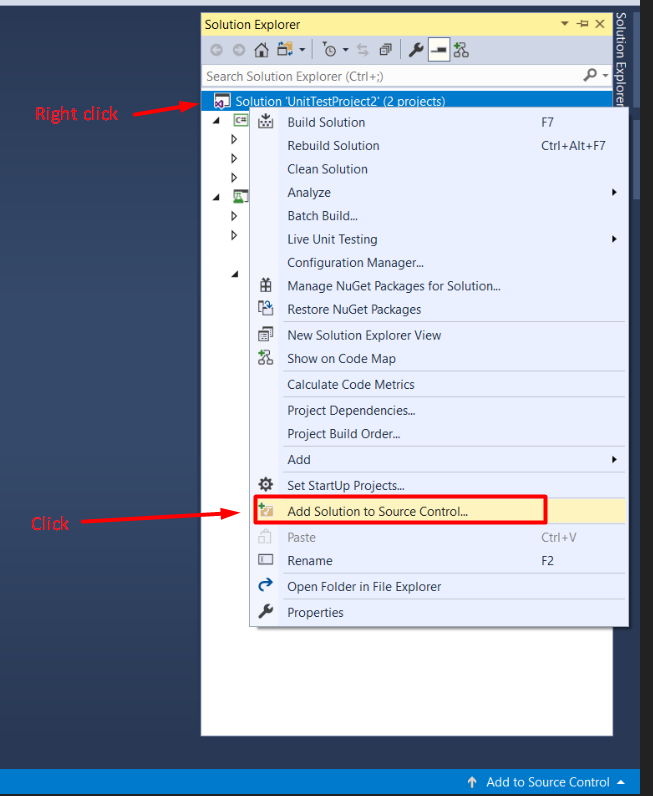 Solution Explorer
Search Solution Explorer (Ctrl+;)
Solution Explorer
Right click
Solution 'UnitTestProject2' (2 projects)
C#
Build Solution F7
Rebuild Solution Ctrl+Alt+F7
Clean Solution
Analyze
Batch Build...
Live Unit Testing
Configuration Manager...
Manage NuGet Packages for Solution...
Restore NuGet Packages
New Solution Explorer View
Show on Code Map
Calculate Code Metrics
Project Dependencies...
Project Build Order...
Add
Set StartUp Projects...
Click
Add Solution to Source Control...
Paste Ctrl+V
Rename F2
Open Folder in File Explorer
Properties
Add to Source Control